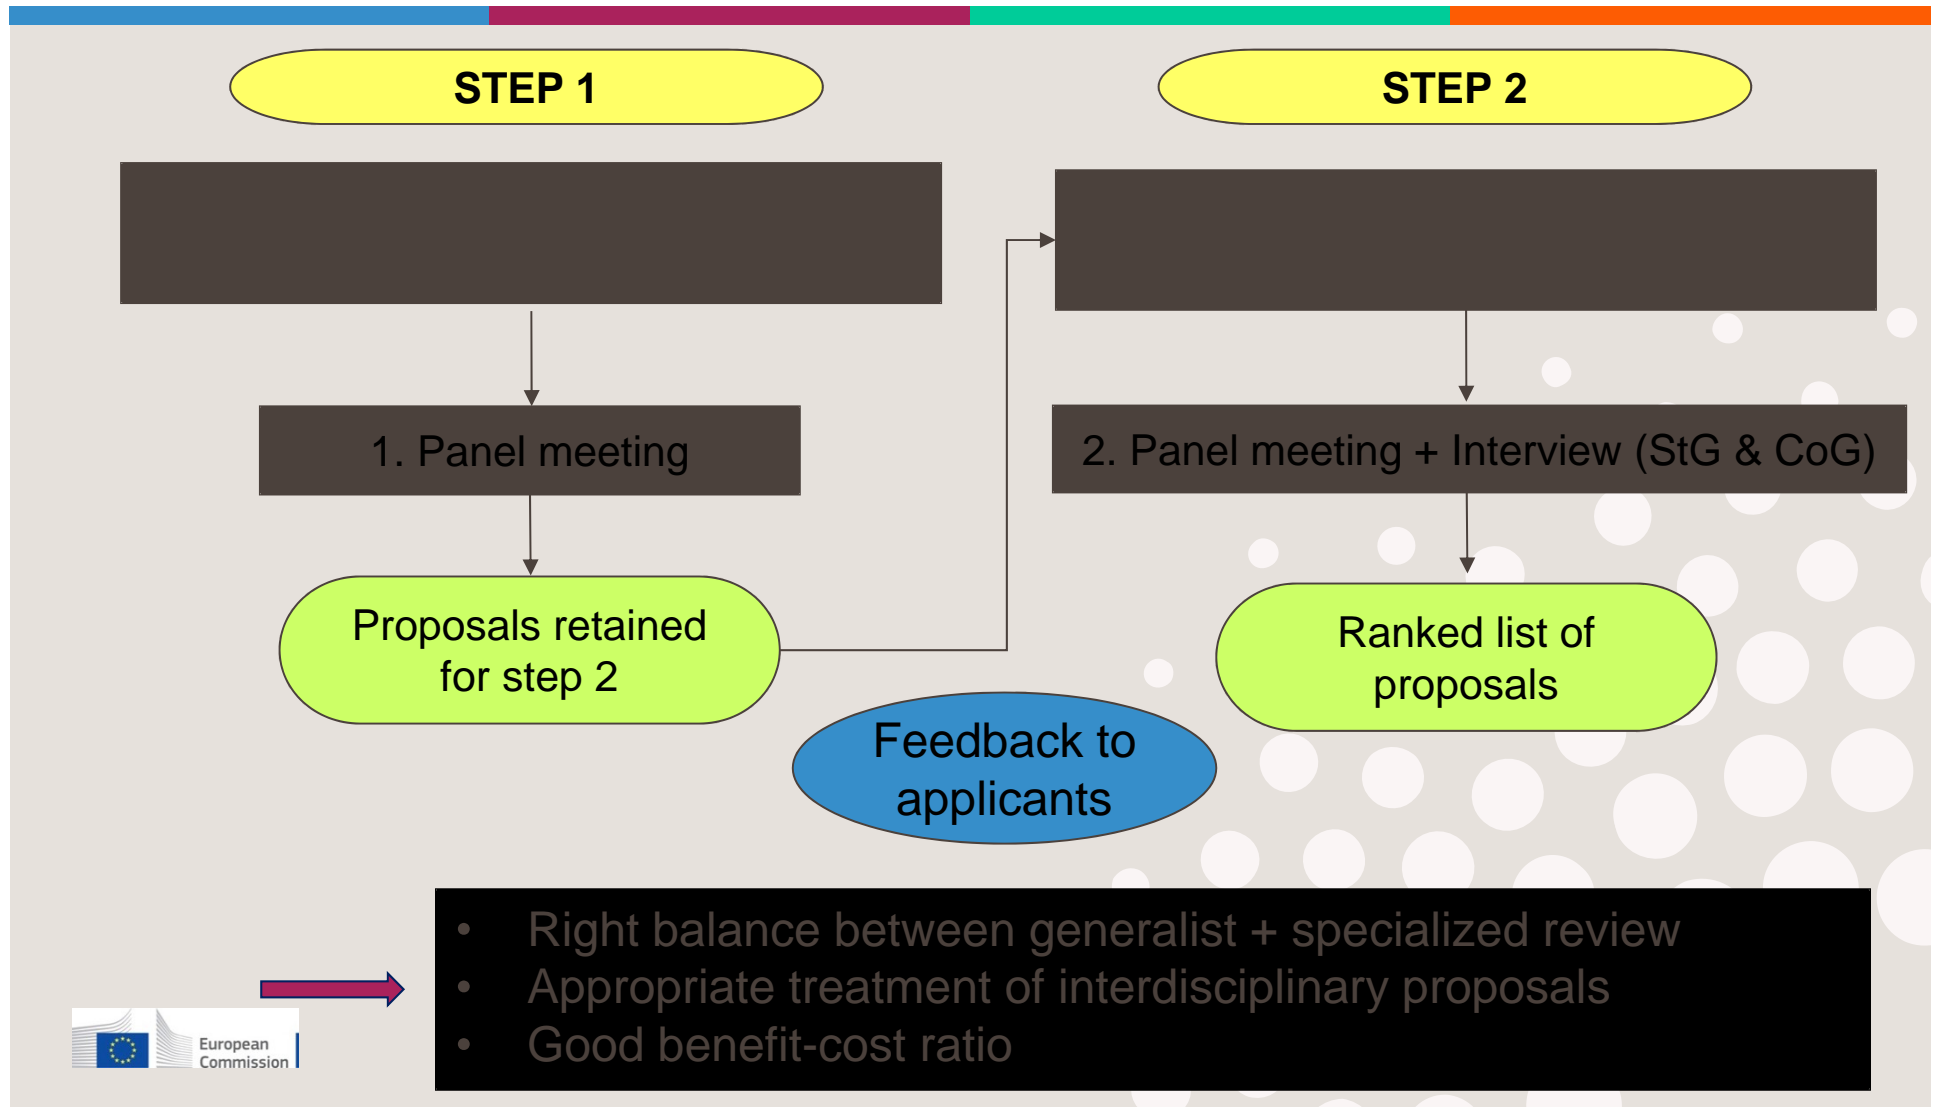 STEP 1
STEP 2
1. Panel meeting
2. Panel meeting + Interview (StG & CoG)
Proposals retained
for step 2
Ranked list of
proposals
Feedback to
applicants
• Right balance between generalist + specialized review
• Appropriate treatment of interdisciplinary proposals
• Good benefit-cost ratio
European
Commission